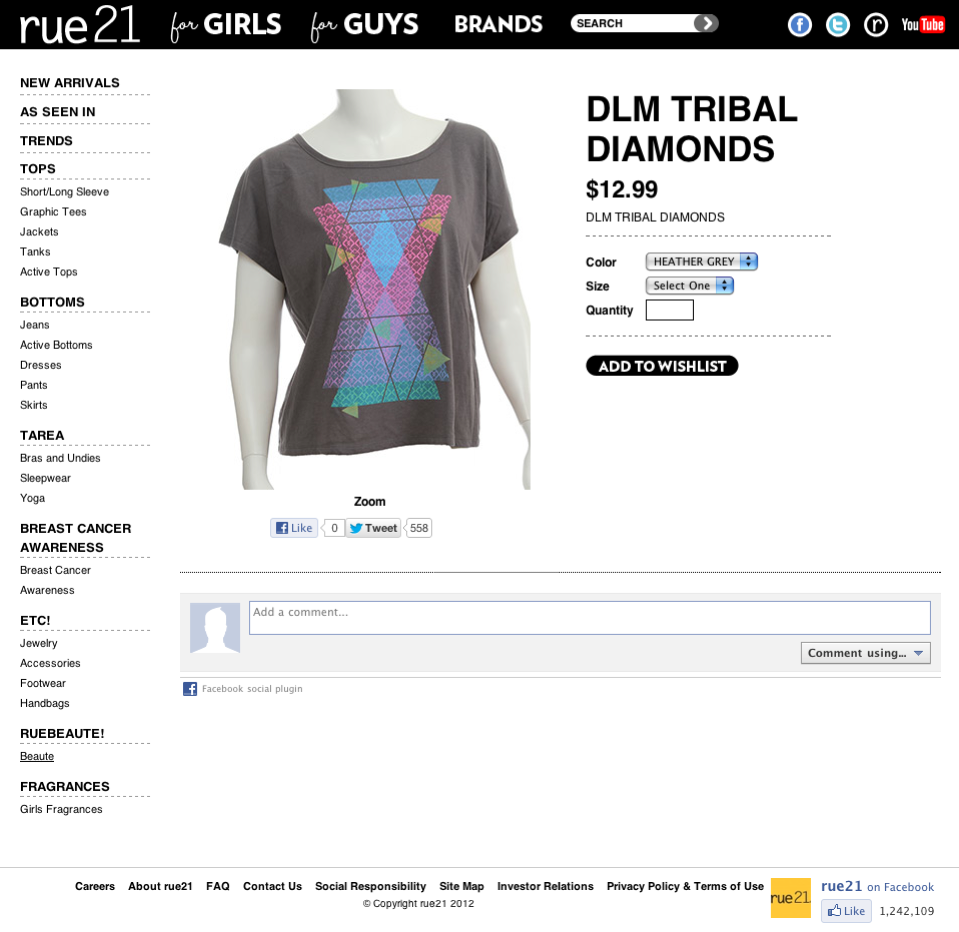 rue21
for GIRLS
for GUYS
BRANDS
SEARCH
f
t
r
You Tube
NEW ARRIVALS
AS SEEN IN
TRENDS
TOPS
Short/Long Sleeve
Graphic Tees
Jackets
Tanks
Active Tops
BOTTOMS
Jeans
Active Bottoms
Dresses
Pants
Skirts
TAREA
Bras and Undies
Sleepwear
Yoga
BREAST CANCER
AWARENESS
Breast Cancer
Awareness
ETC!
Jewelry
Accessories
Footwear
Handbags
RUEBEAUTE!
Beaute
FRAGRANCES
Girls Fragrances
DLM TRIBAL
DIAMONDS
$12.99
DLM TRIBAL DIAMONDS
Color HEATHER GREY
Size Select One
Quantity
ADD TO WISHLIST
Zoom
f Like 0 Tweet 558
Add a comment...
Comment using...
f Facebook social plugin
Careers About rue21 FAQ Contact Us Social Responsibility Site Map Investor Relations Privacy Policy & Terms of Use
© Copyright rue21 2012
rue21
rue21 on Facebook
Like 1,242,109